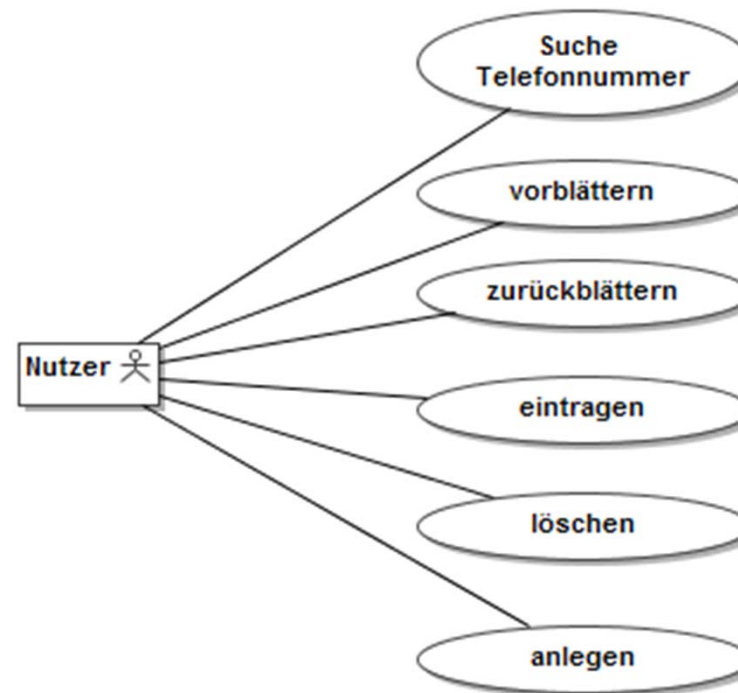 Suche
Telefonnummer
vorblättern
zurückblättern
Nutzer
eintragen
löschen
anlegen